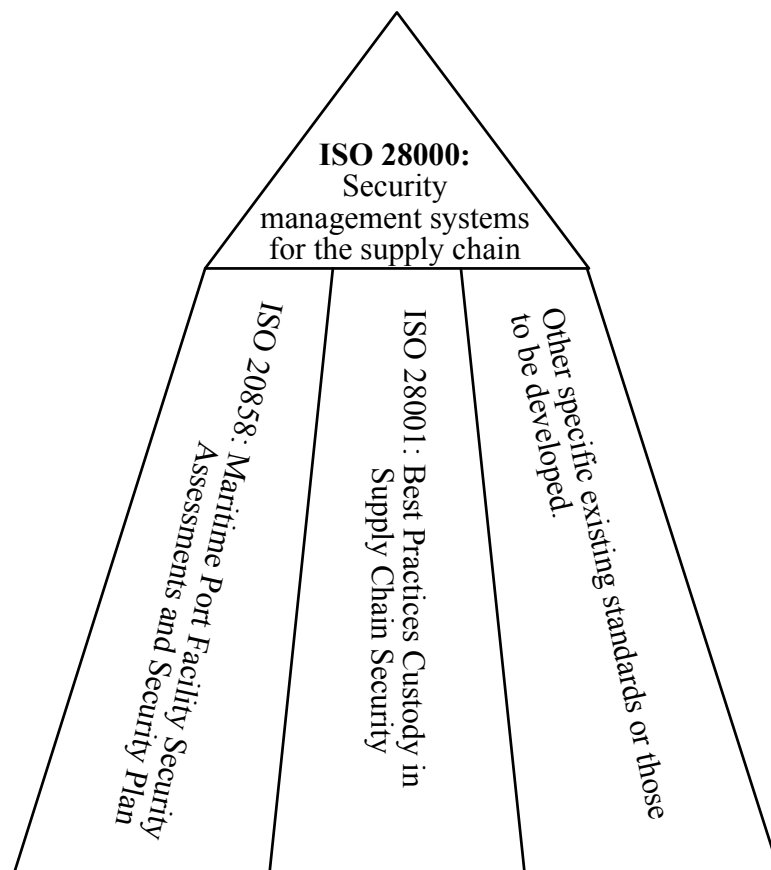 ISO 28000:
Security
management systems
for the supply chain
ISO 20858: Maritime Port Facility Security
Assessments and Security Plan
ISO 28001: Best Practices Custody in
Supply Chain Security
Other specific existing standards or those
to be developed.